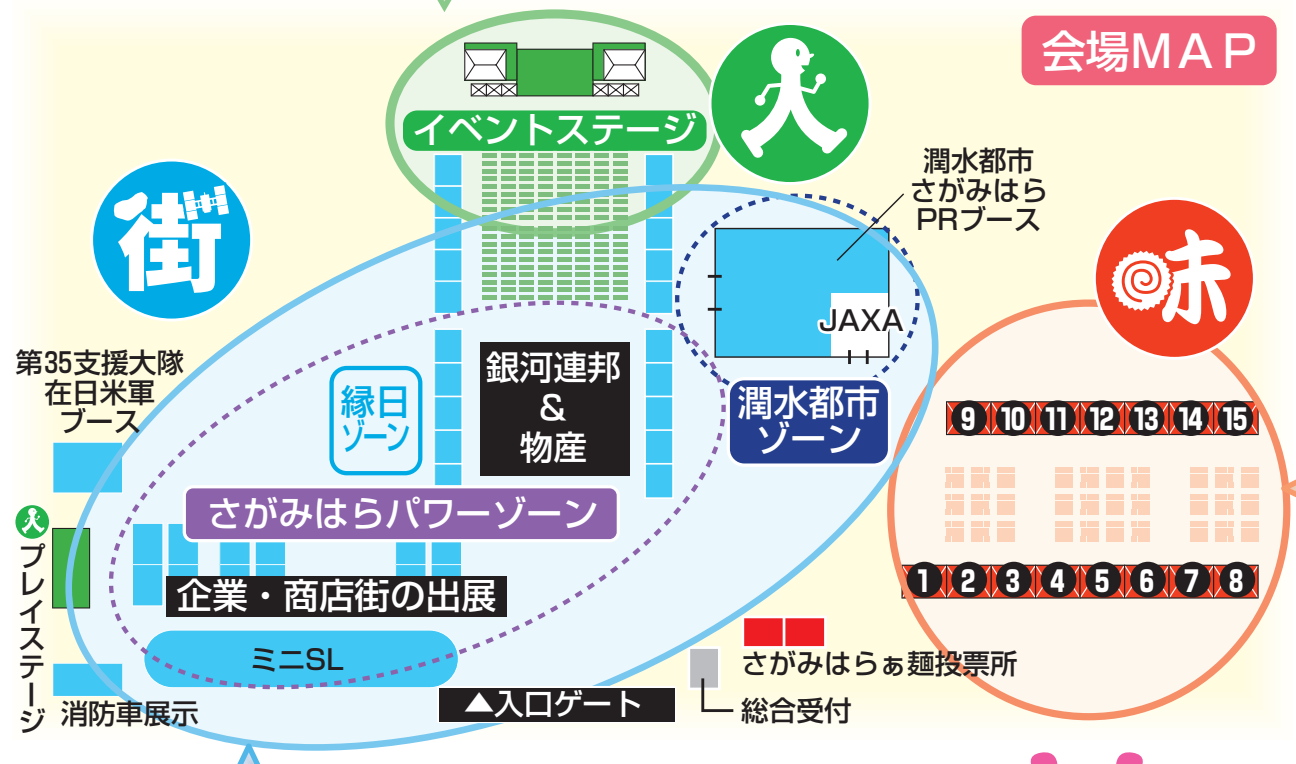 会場MAP
イベントステージ
人
街
味
潤水都市
さがみはら
PRブース
JAXA
潤水都市
ゾーン
第35支援大隊
在日米軍
ブース
縁日
ゾーン
銀河連邦
&
物産
さがみはらパワーゾーン
企業・商店街の出展
ミニSL
プレイステージ
消防車展示
▲入口ゲート
さがみはらぁ麺投票所
総合受付
9 10 11 12 13 14 15
1 2 3 4 5 6 7 8